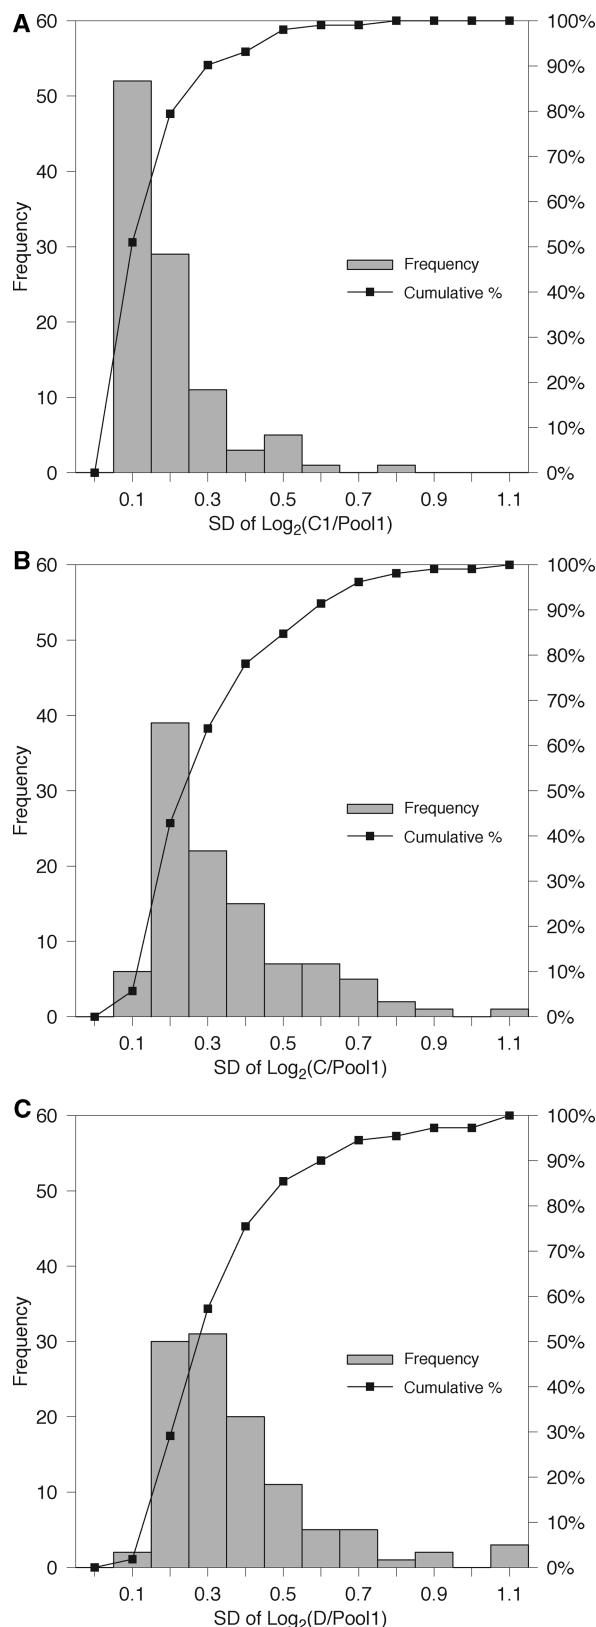 A
60 100%
90%
50
80%
70%
40
60%
Frequency
30 50%
Frequency
40%
Cumulative %
20
30%
20%
10
10%
0 0%
0.1 0.3 0.5 0.7 0.9 1.1
SD of Log2(C1/Pool1)
B
60 100%
90%
50
80%
70%
40
60%
Frequency
30 50%
Frequency
40%
Cumulative %
20
30%
20%
10
10%
0 0%
0.1 0.3 0.5 0.7 0.9 1.1
SD of Log2(C/Pool1)
C
60 100%
90%
50
80%
70%
40
60%
Frequency
30 50%
Frequency
40%
Cumulative %
20
30%
20%
10
10%
0 0%
0.1 0.3 0.5 0.7 0.9 1.1
SD of Log2(D/Pool1)